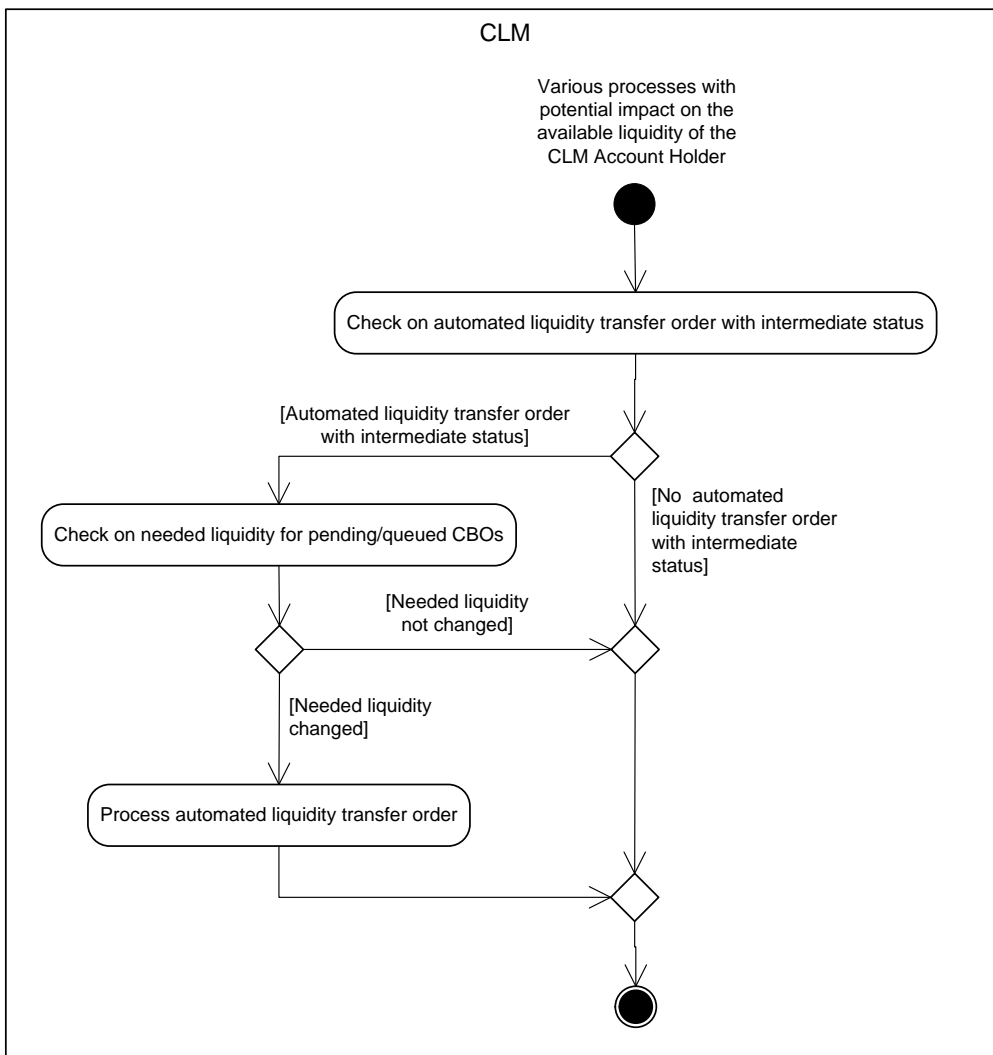 CLM
Various processes with
potential impact on the
available liquidity of the
CLM Account Holder
Check on automated liquidity transfer order with intermediate status
[Automated liquidity transfer order
with intermediate status]
[No  automated
liquidity transfer order
with intermediate
status]
Check on needed liquidity for pending/queued CBOs
[Needed liquidity
not changed]
[Needed liquidity
changed]
Process automated liquidity transfer order